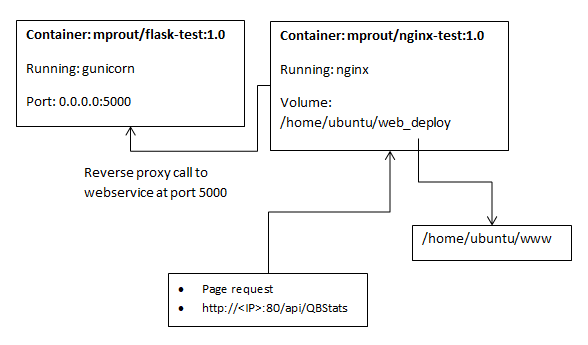 Container: mprout/flask-test:1.0
Running: gunicorn
Port: 0.0.0.0:5000
Container: mprout/nginx-test:1.0
Running: nginx
Volume:
/home/ubuntu/web_deploy
Reverse proxy call to
webservice at port 5000
/home/ubuntu/www
• Page request
• http://<IP>:80/api/QBStats